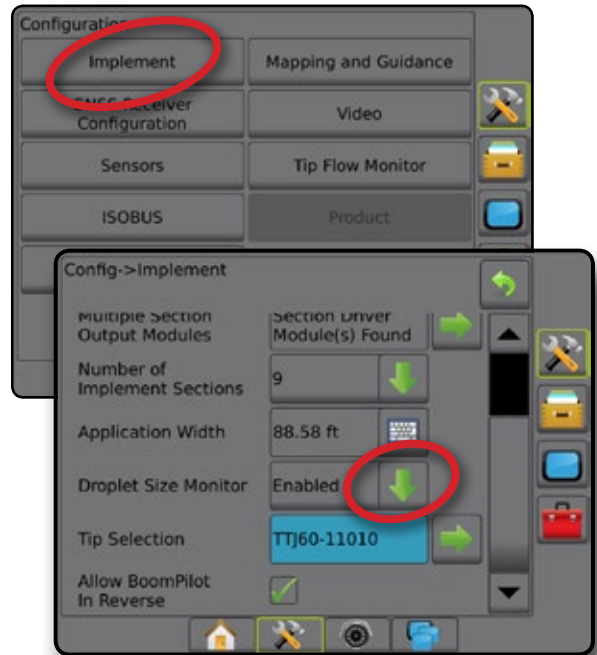 Configuration
Implement
Mapping and Guidance
GNSS Receiver
Configuration
Video
Sensors
Tip Flow Monitor
ISOBUS
Product
Config->Implement
Multiple Section
Output Modules
Section Driver
Module(s) Found
Number of
Implement Sections
9
Application Width
88.58 ft
Droplet Size Monitor
Enabled
Tip Selection
TTJ60-11010
Allow BoomPilot
In Reverse